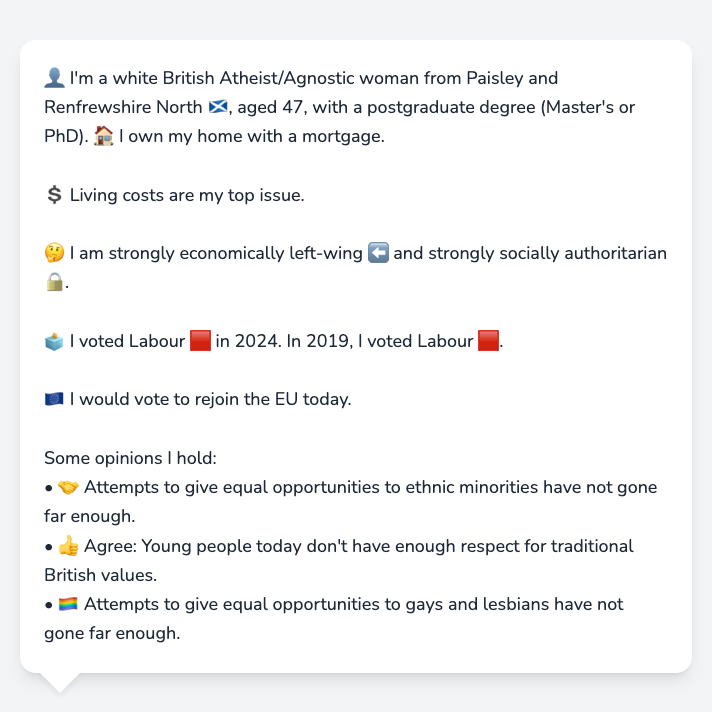 👤 I'm a white British Atheist/Agnostic woman from Paisley and
Renfrewshire North 🏴󠁧󠁢󠁳󠁣󠁴󠁿, aged 47, with a postgraduate degree (Master's or
PhD). 🏠 I own my home with a mortgage.
💲 Living costs are my top issue.
🤔 I am strongly economically left-wing ⬅️ and strongly socially authoritarian
🔒.
🗳️ I voted Labour 🟥 in 2024. In 2019, I voted Labour 🟥.
🇪🇺 I would vote to rejoin the EU today.
Some opinions I hold:
• 🤝 Attempts to give equal opportunities to ethnic minorities have not gone
far enough.
• 👍 Agree: Young people today don't have enough respect for traditional
British values.
• 🏳️‍🌈 Attempts to give equal opportunities to gays and lesbians have not
gone far enough.